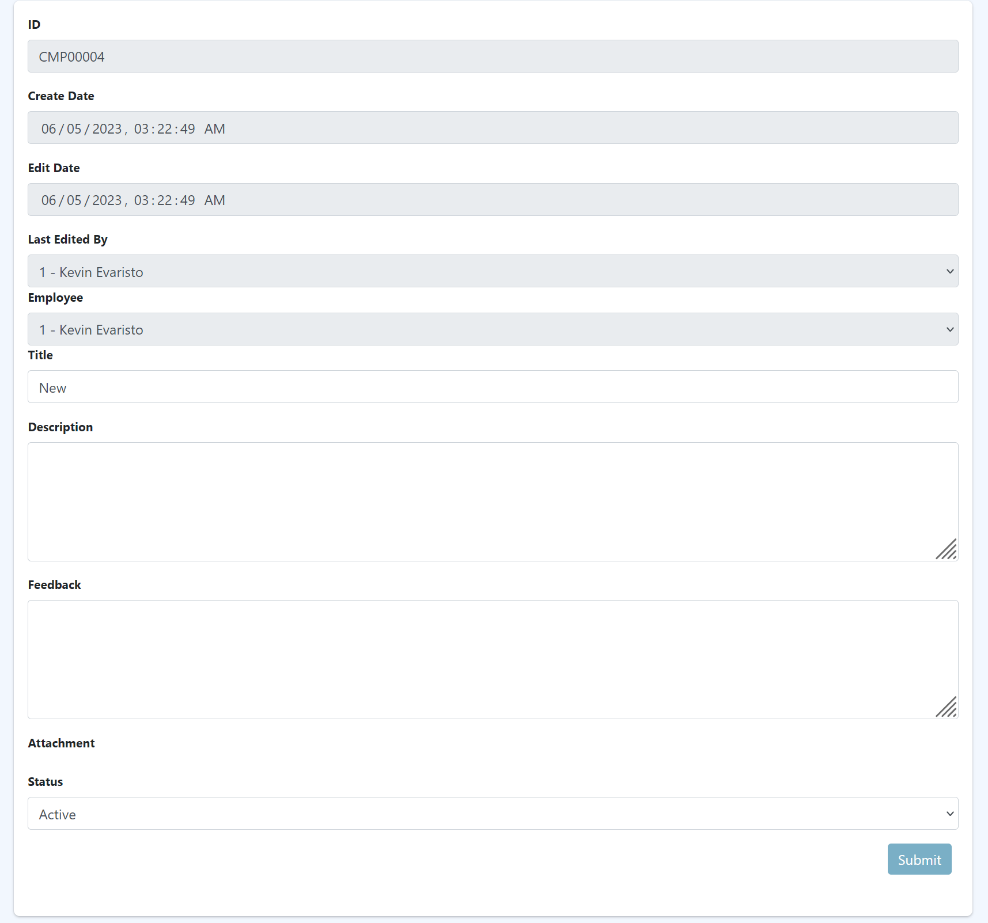 ID
CMP00004
Create Date
06/05/2023, 03:22:49 AM
Edit Date
06/05/2023, 03:22:49 AM
Last Edited By
1 - Kevin Evaristo
Employee
1 - Kevin Evaristo
Title
New
Description
Feedback
Attachment
Status
Active
Submit